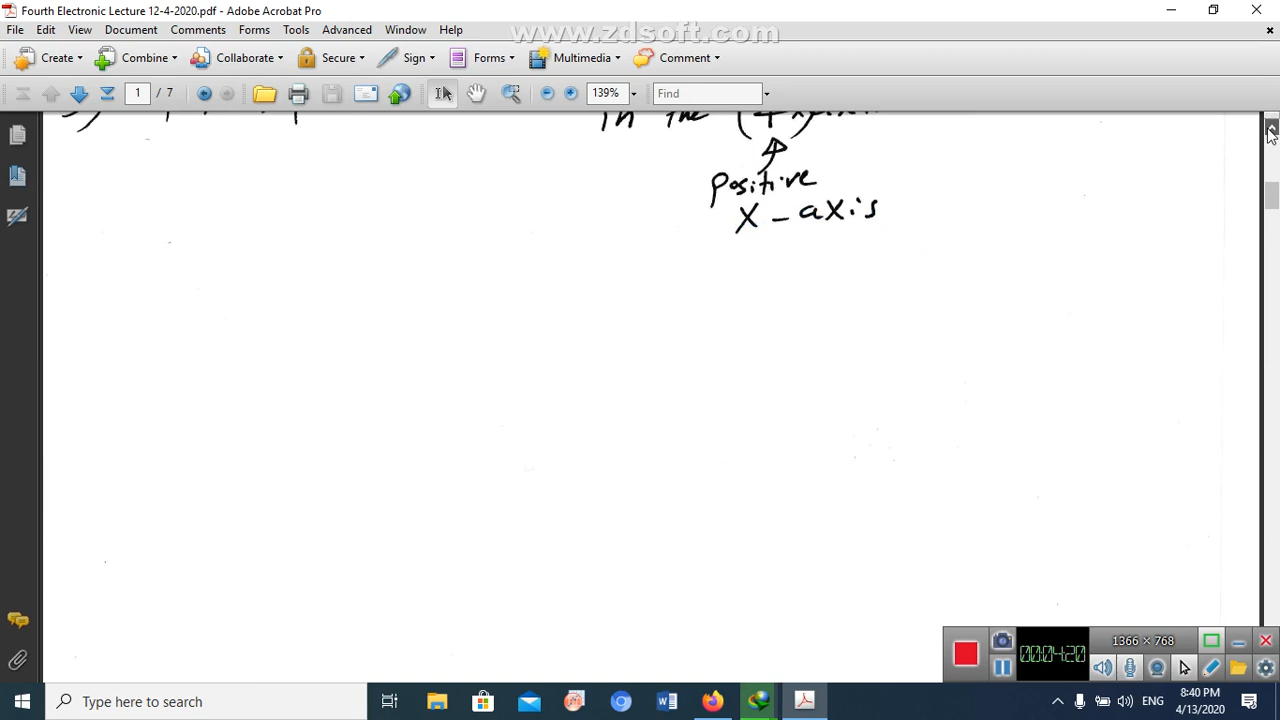 Fourth Electronic Lecture 12-4-2020.pdf - Adobe Acrobat Pro
File Edit View Document Comments Forms Tools Advanced Window Help
www.zdsoft.com
Create Combine Collaborate Secure Sign Forms Multimedia Comment
1 / 7 139% Find
in the
positive
X - axis
1366 × 768
00:04:20
Type here to search
ENG
8:40 PM
4/13/2020